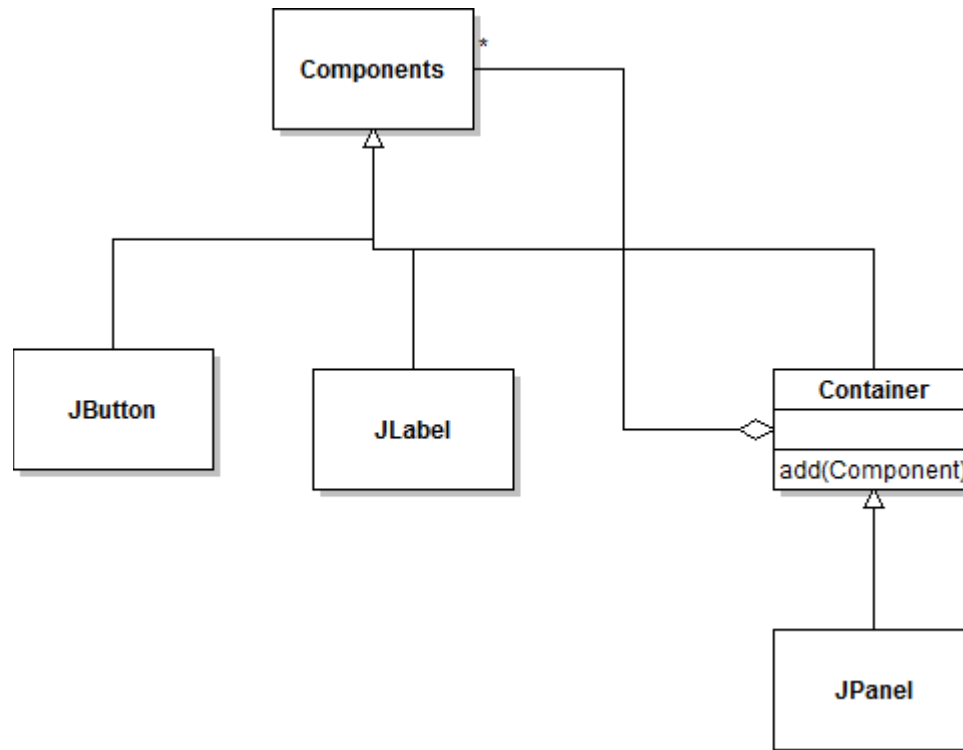 Components
*
JButton
JLabel
Container
add(Component)
JPanel